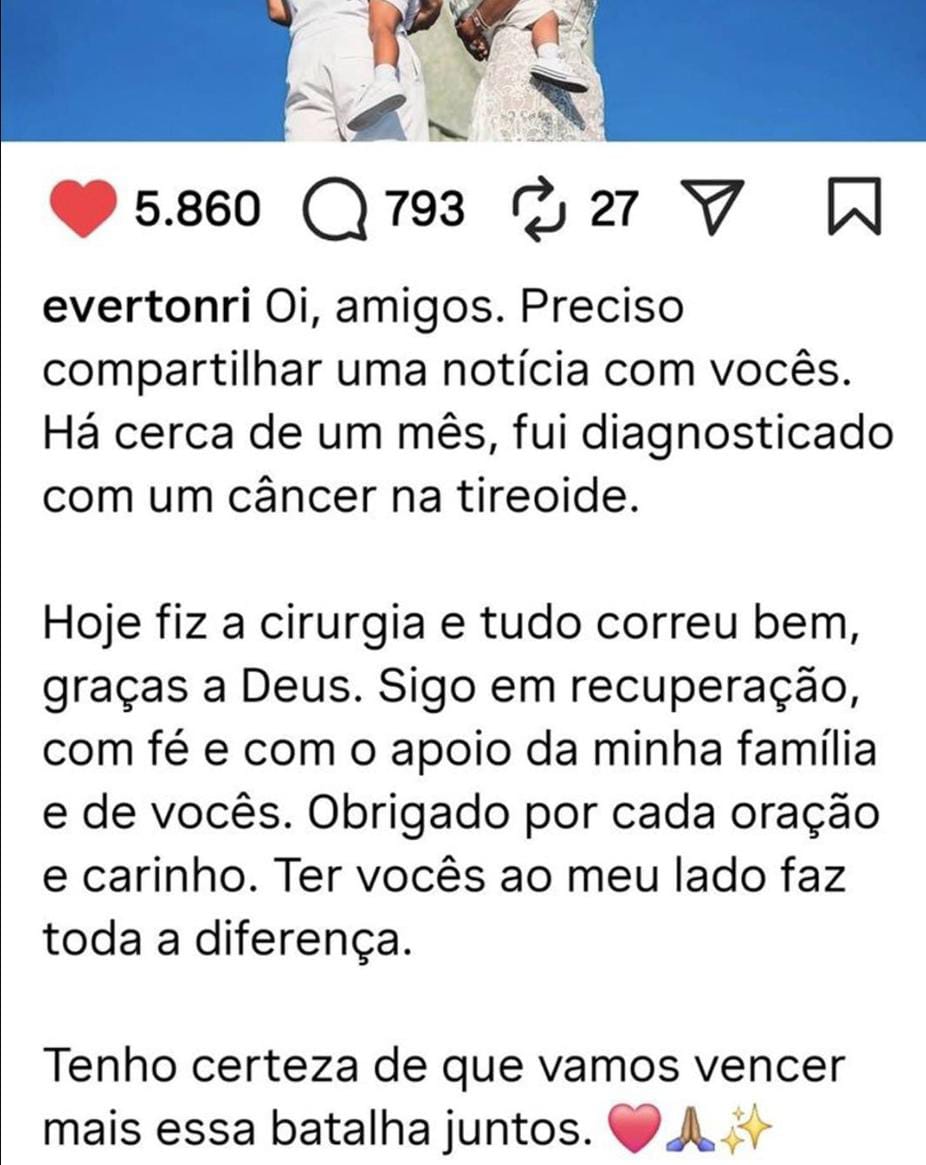 5.860 793 27
evertonri Oi, amigos. Preciso
compartilhar uma notícia com vocês.
Há cerca de um mês, fui diagnosticado
com um câncer na tireoide.
Hoje fiz a cirurgia e tudo correu bem,
graças a Deus. Sigo em recuperação,
com fé e com o apoio da minha família
e de vocês. Obrigado por cada oração
e carinho. Ter vocês ao meu lado faz
toda a diferença.
Tenho certeza de que vamos vencer
mais essa batalha juntos. ❤️🙏🏽✨